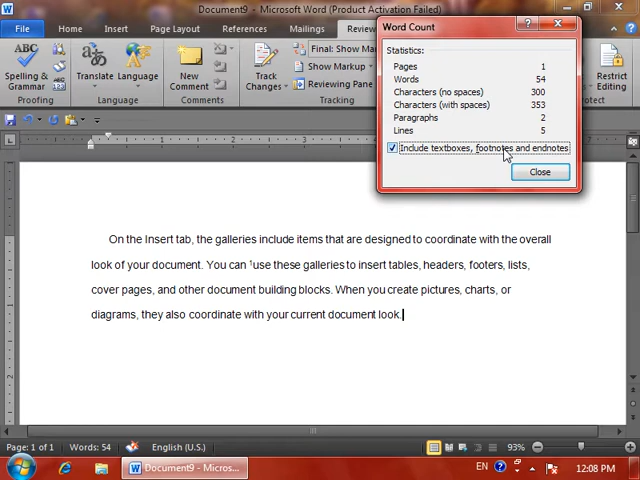 Document9 - Microsoft Word (Product Activation Failed)
File Home Insert Page Layout References Mailings Review
Spelling & Grammar
Proofing
Translate Language
Language
New Comment
Comments
Track Changes
Final: Show Mar
Show Markup
Reviewing Pane
Restrict Editing
Word Count
Statistics:
Pages 1
Words 54
Characters (no spaces) 300
Characters (with spaces) 353
Paragraphs 2
Lines 5
Include textboxes, footnotes and endnotes
Close
On the Insert tab, the galleries include items that are designed to coordinate with the overall
look of your document. You can ¹use these galleries to insert tables, headers, footers, lists,
cover pages, and other document building blocks. When you create pictures, charts, or
diagrams, they also coordinate with your current document look.
Page: 1 of 1 Words: 54 English (U.S.) 93%
Document9 - Micros... EN 12:08 PM